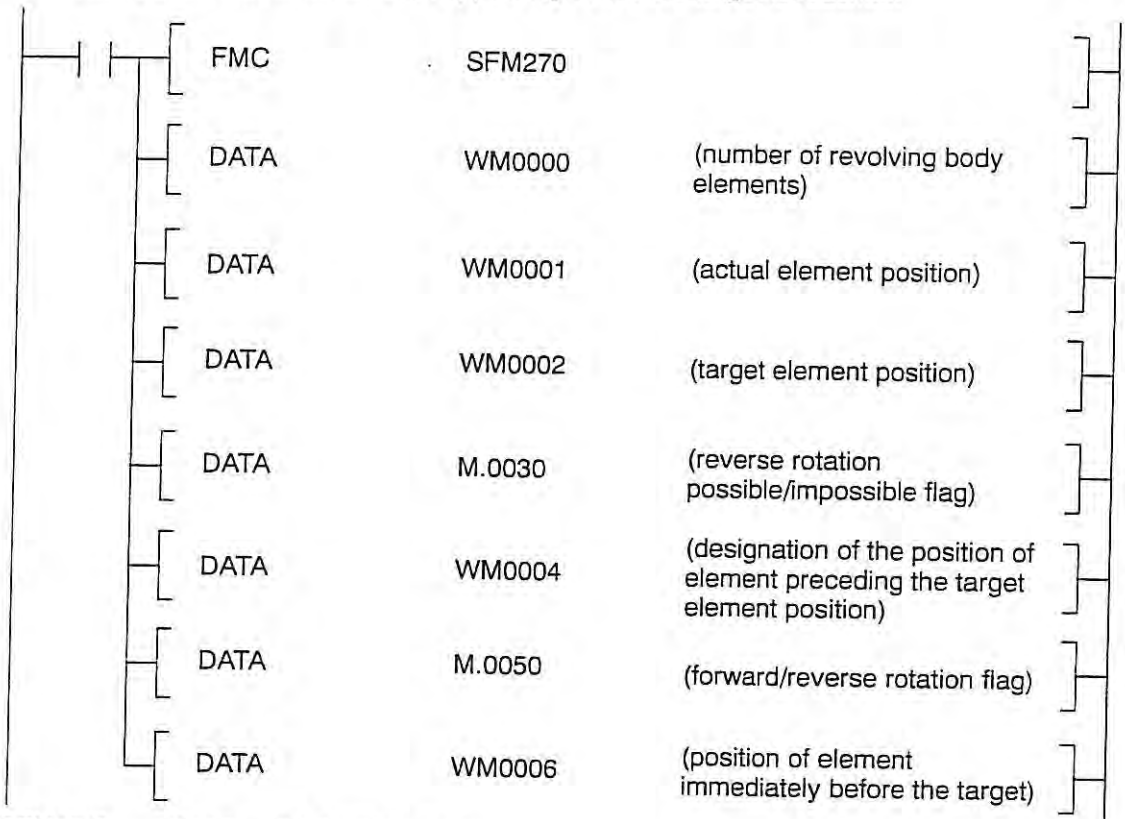 FMC SFM270
DATA WM0000 (number of revolving body
elements)
DATA WM0001 (actual element position)
DATA WM0002 (target element position)
DATA M.0030 (reverse rotation
possible/impossible flag)
DATA WM0004 (designation of the position of
element preceding the target
element position)
DATA M.0050 (forward/reverse rotation flag)
DATA WM0006 (position of element
immediately before the target)